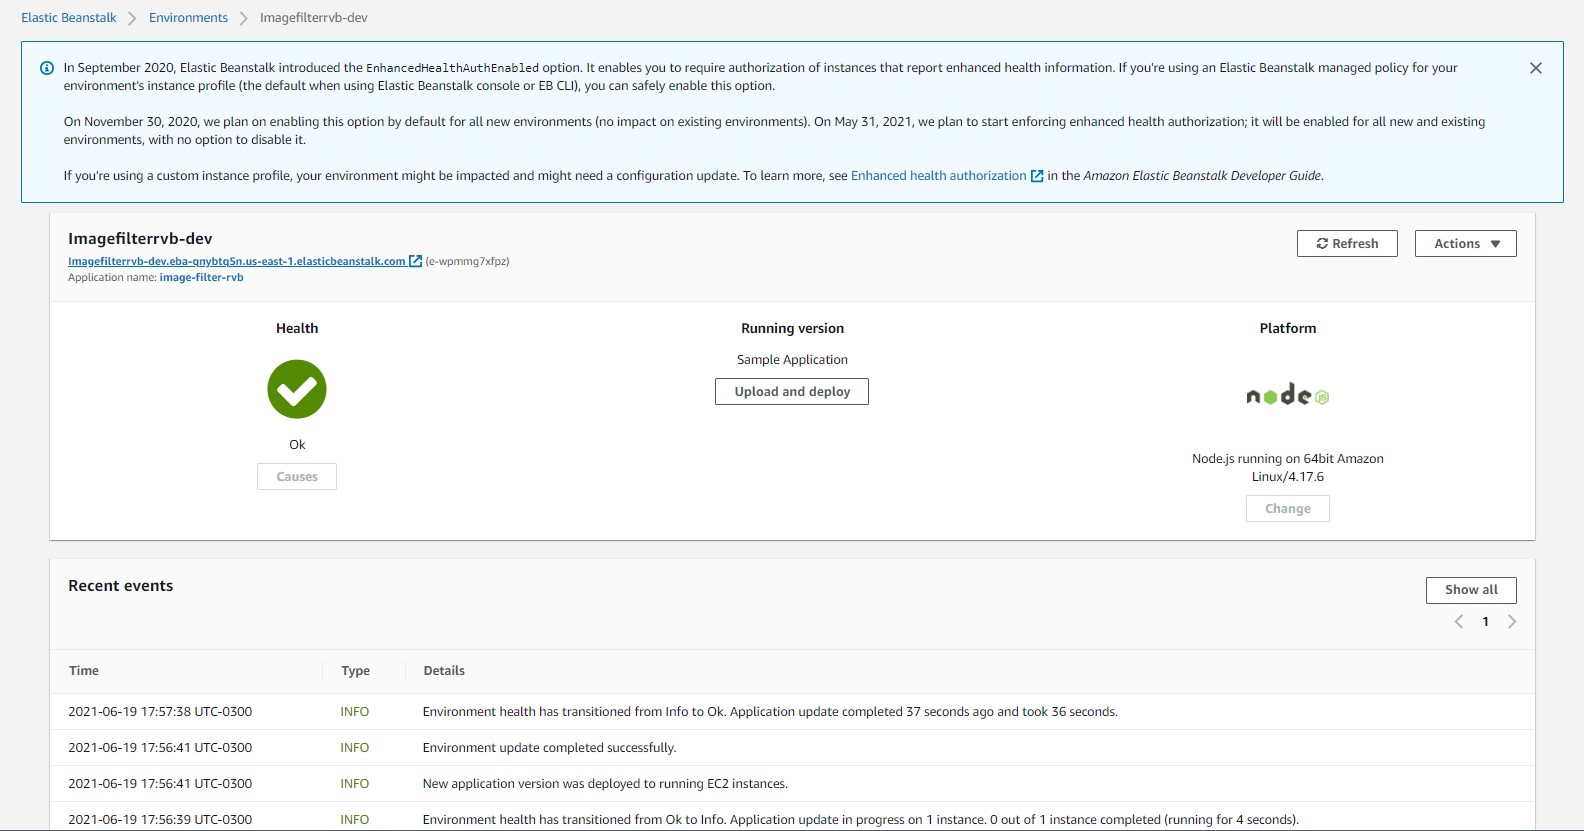 Elastic Beanstalk > Environments > Imagefilterrvb-dev
In September 2020, Elastic Beanstalk introduced the EnhancedHealthAuthEnabled option. It enables you to require authorization of instances that report enhanced health information. If you're using an Elastic Beanstalk managed policy for your
environment's instance profile (the default when using Elastic Beanstalk console or EB CLI), you can safely enable this option.
On November 30, 2020, we plan on enabling this option by default for all new environments (no impact on existing environments). On May 31, 2021, we plan to start enforcing enhanced health authorization; it will be enabled for all new and existing
environments, with no option to disable it.
If you're using a custom instance profile, your environment might be impacted and might need a configuration update. To learn more, see Enhanced health authorization in the Amazon Elastic Beanstalk Developer Guide.
Imagefilterrvb-dev
Refresh
Actions
Imagefilterrvb-dev.eba-qnybtq5n.us-east-1.elasticbeanstalk.com (e-wpmmg7xfpz)
Application name: image-filter-rvb
Health
Running version
Platform
Sample Application
Upload and deploy
node JS
Ok
Causes
Node.js running on 64bit Amazon
Linux/4.17.6
Change
Recent events
Show all
1
Time Type Details
2021-06-19 17:57:38 UTC-0300 INFO Environment health has transitioned from Info to Ok. Application update completed 37 seconds ago and took 36 seconds.
2021-06-19 17:56:41 UTC-0300 INFO Environment update completed successfully.
2021-06-19 17:56:41 UTC-0300 INFO New application version was deployed to running EC2 instances.
2021-06-19 17:56:39 UTC-0300 INFO Environment health has transitioned from Ok to Info. Application update in progress on 1 instance. 0 out of 1 instance completed (running for 4 seconds).